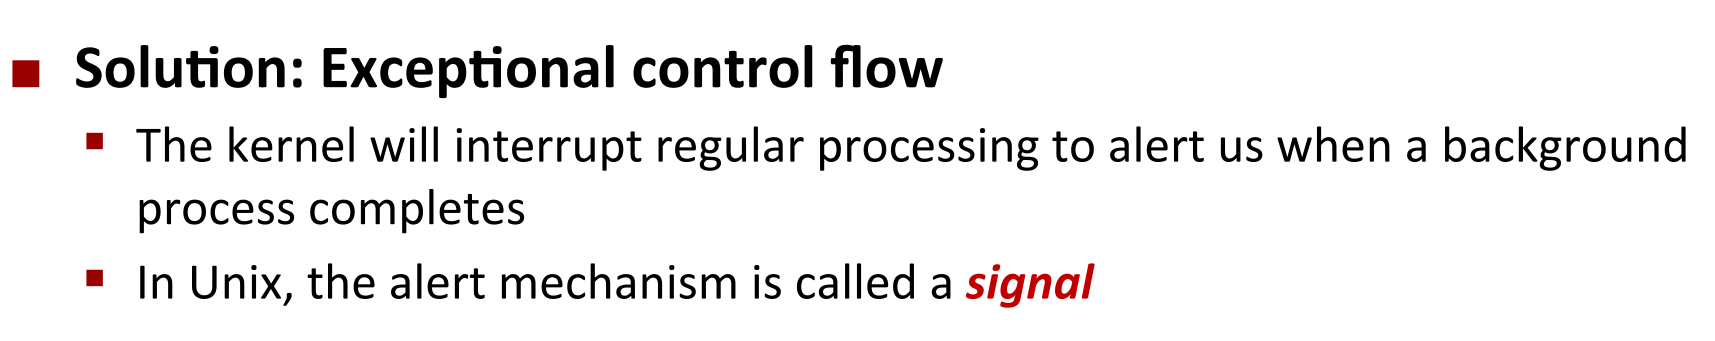 Solution: Exceptional control flow
The kernel will interrupt regular processing to alert us when a background
process completes
In Unix, the alert mechanism is called a signal